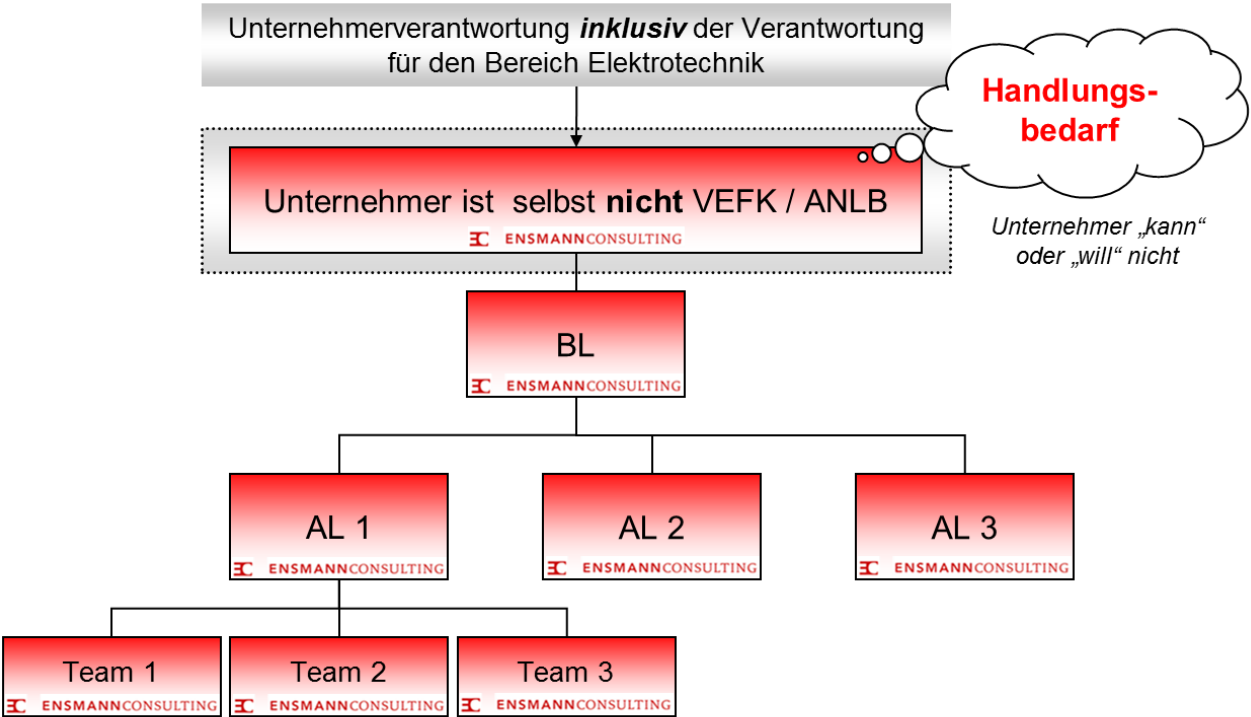 Unternehmerverantwortung inklusiv der Verantwortung
für den Bereich Elektrotechnik
Handlungs-
bedarf
Unternehmer ist selbst nicht VEFK / ANLB
ENSMANNCONSULTING
Unternehmer „kann“
oder „will“ nicht
BL
ENSMANNCONSULTING
AL 1
ENSMANNCONSULTING
AL 2
ENSMANNCONSULTING
AL 3
ENSMANNCONSULTING
Team 1
ENSMANNCONSULTING
Team 2
ENSMANNCONSULTING
Team 3
ENSMANNCONSULTING